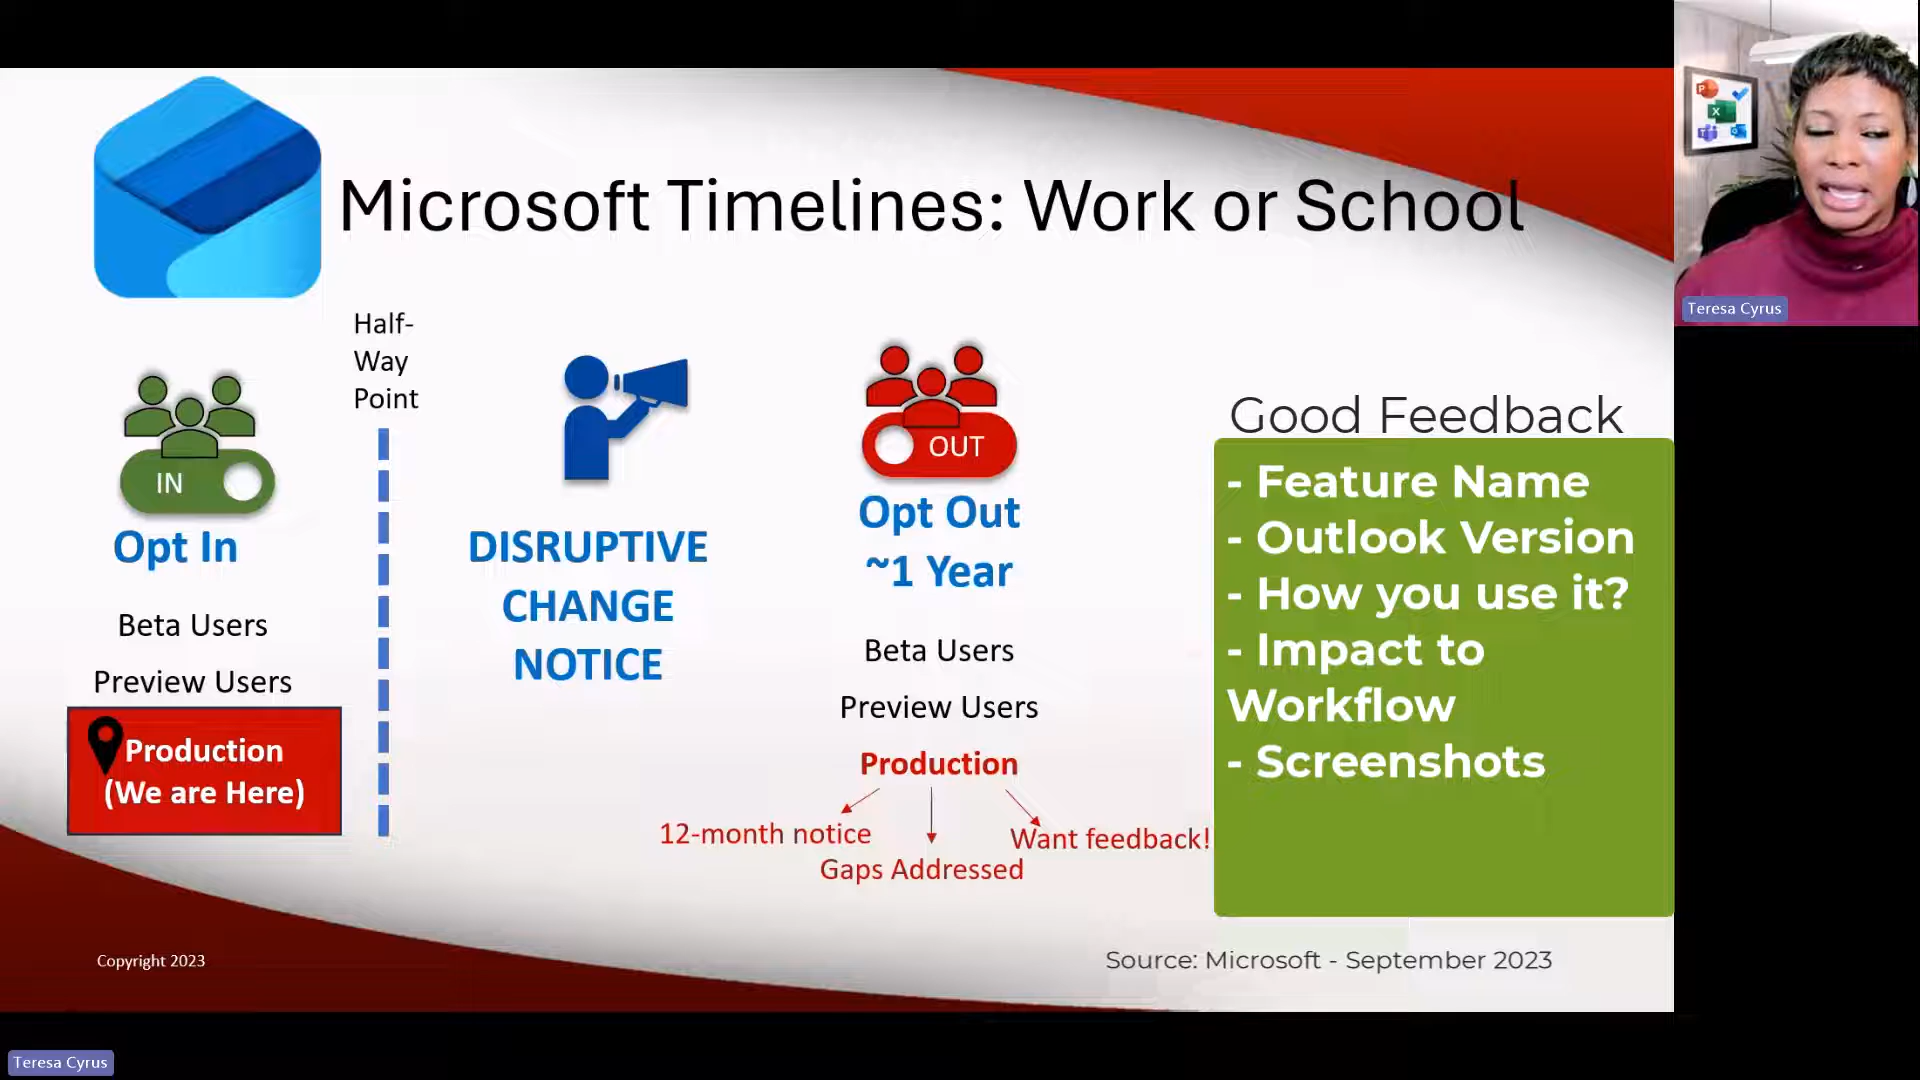 Microsoft Timelines: Work or School
Half-
Way
Point
IN
Opt In
Beta Users
Preview Users
Production
(We are Here)
DISRUPTIVE
CHANGE
NOTICE
OUT
Opt Out
~1 Year
Beta Users
Preview Users
Production
12-month notice
Gaps Addressed
Want feedback!
Good Feedback
- Feature Name
- Outlook Version
- How you use it?
- Impact to
Workflow
- Screenshots
Copyright 2023
Source: Microsoft - September 2023
Teresa Cyrus
Teresa Cyrus